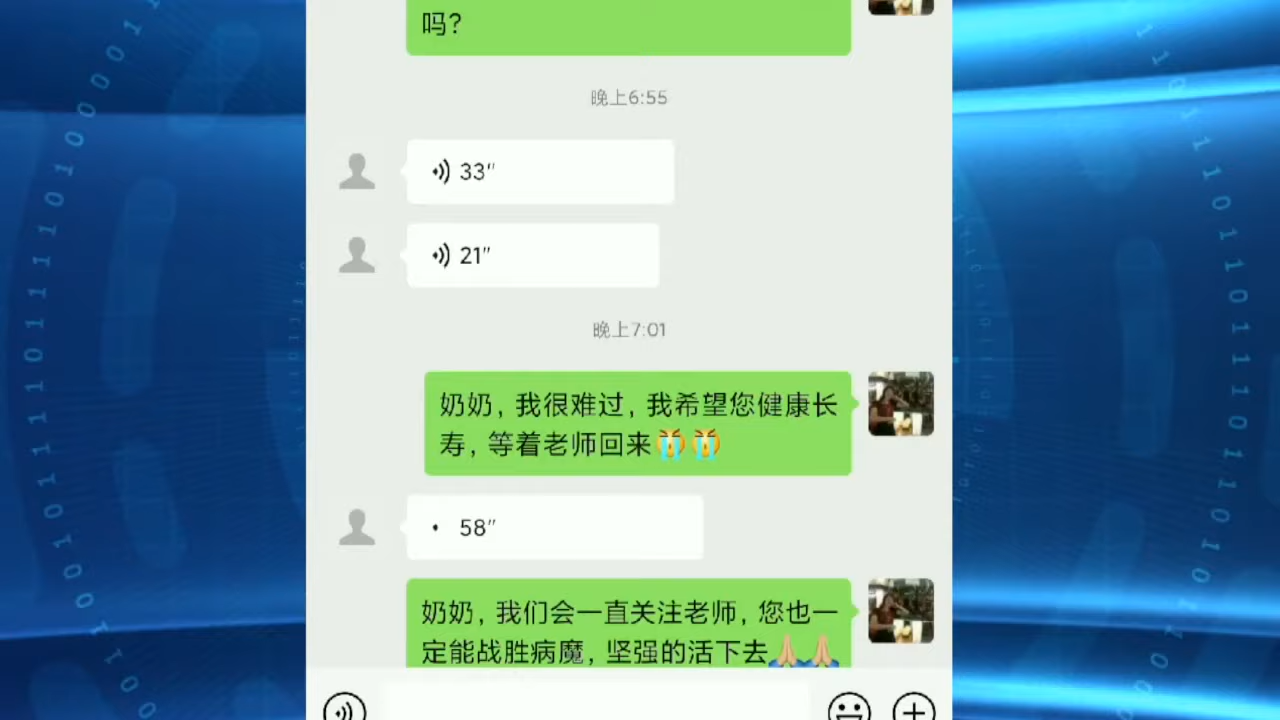 吗？
晚上6:55
33"
21"
晚上7:01
奶奶，我很难过，我希望您健康长
寿，等着老师回来😭😭
58"
奶奶，我们会一直关注老师，您也一
定能战胜病魔，坚强的活下去🙏🙏